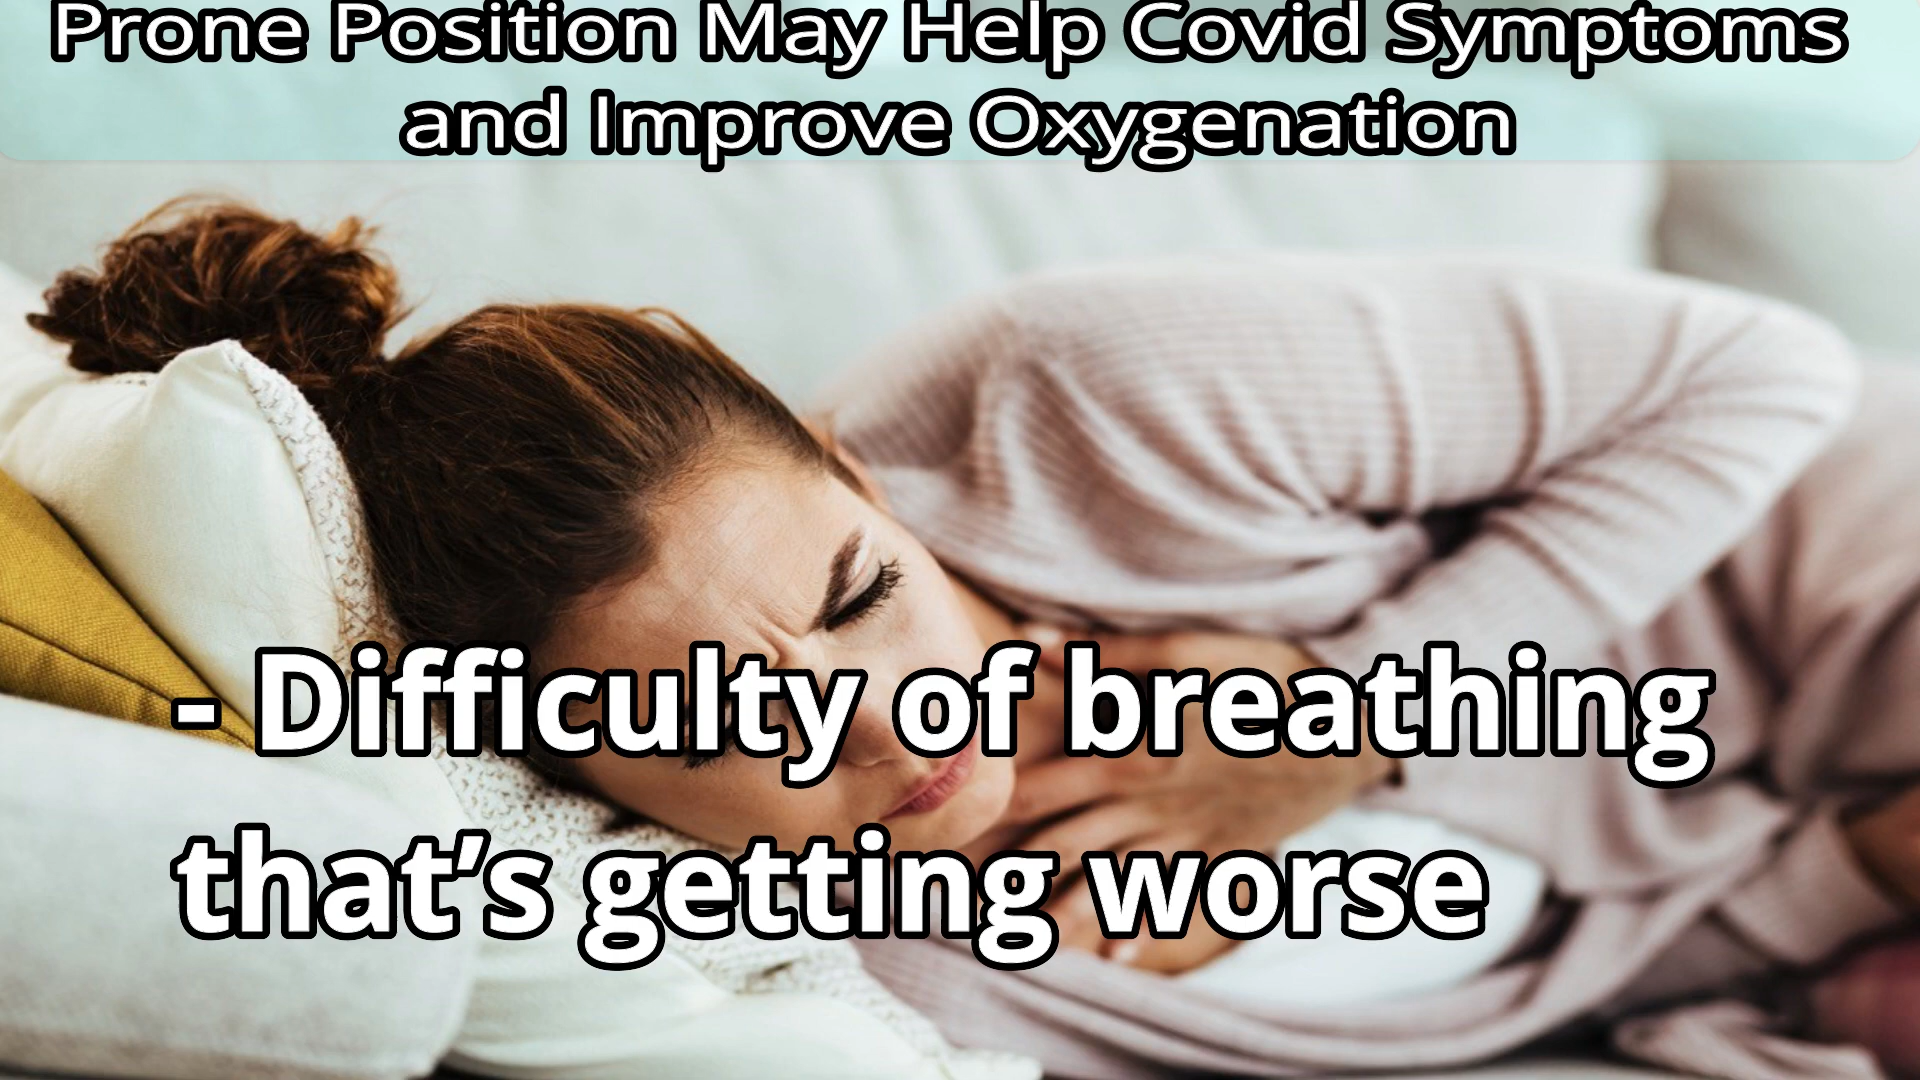 Prone Position May Help Covid Symptoms
and Improve Oxygenation
- Difficulty of breathing
that’s getting worse